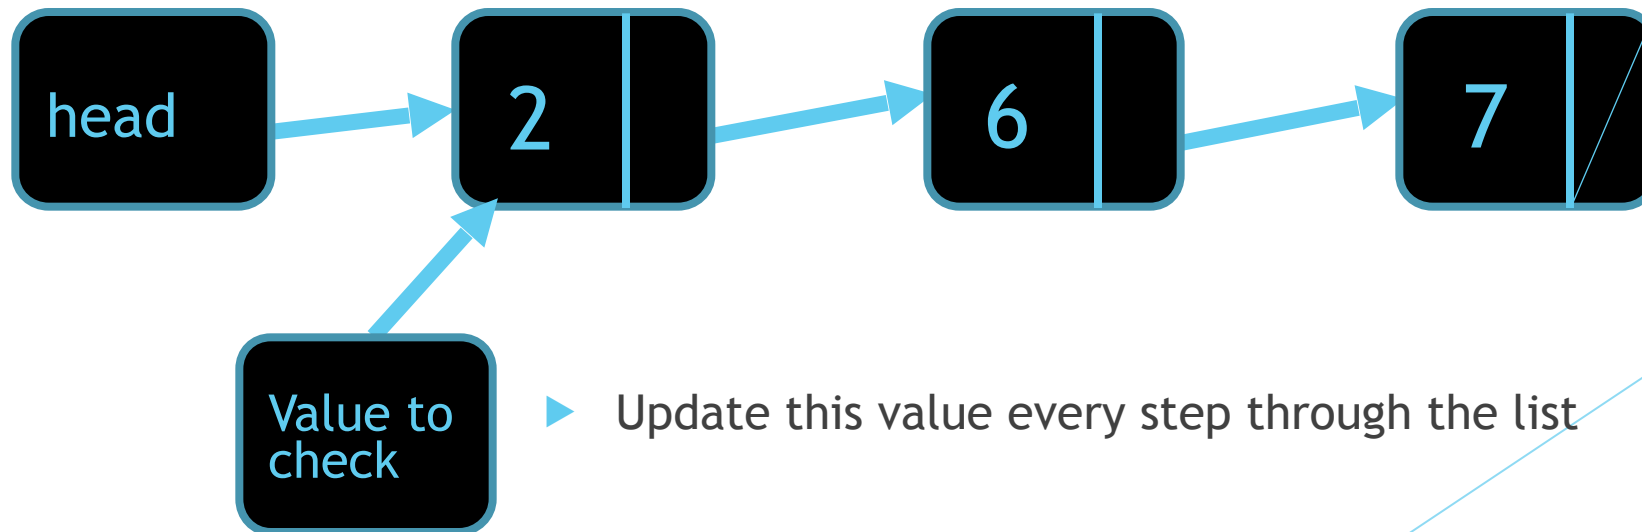 head
2
6
7
Value to
check
Update this value every step through the list